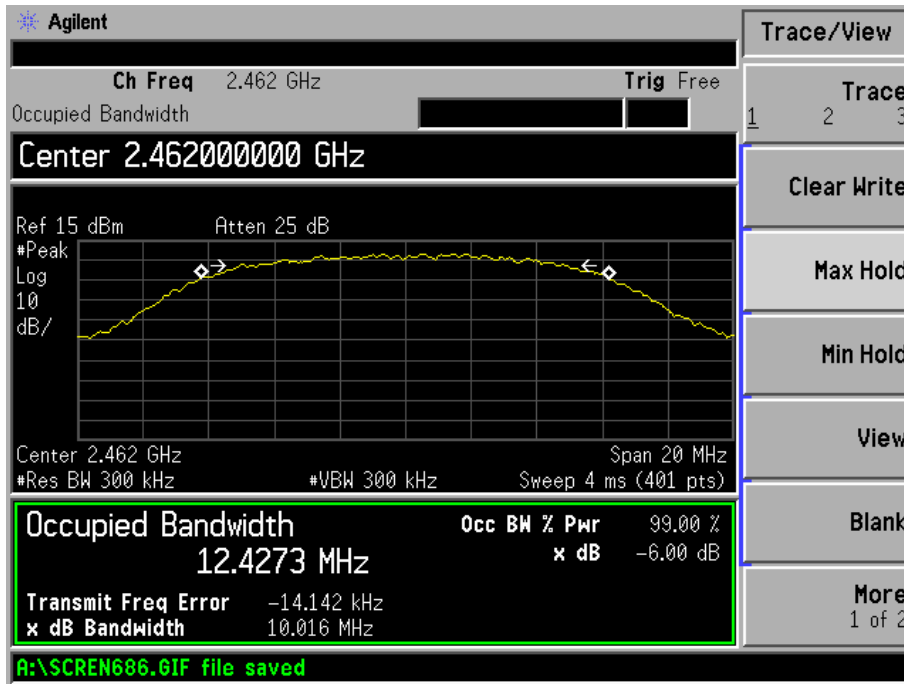 Agilent
Trace/View
Ch Freq 2.462 GHz Trig Free
Occupied Bandwidth
Trace
1 2 3
Center 2.462000000 GHz
Clear Write
Ref 15 dBm Atten 25 dB
#Peak
Log
10
dB/
Max Hold
Min Hold
View
Center 2.462 GHz Span 20 MHz
#Res BW 300 kHz #VBW 300 kHz Sweep 4 ms (401 pts)
Occupied Bandwidth
12.4273 MHz
Occ BW % Pwr 99.00 %
x dB -6.00 dB
Blank
Transmit Freq Error -14.142 kHz
x dB Bandwidth 10.016 MHz
More
1 of 2
A:\SCREN686.GIF file saved